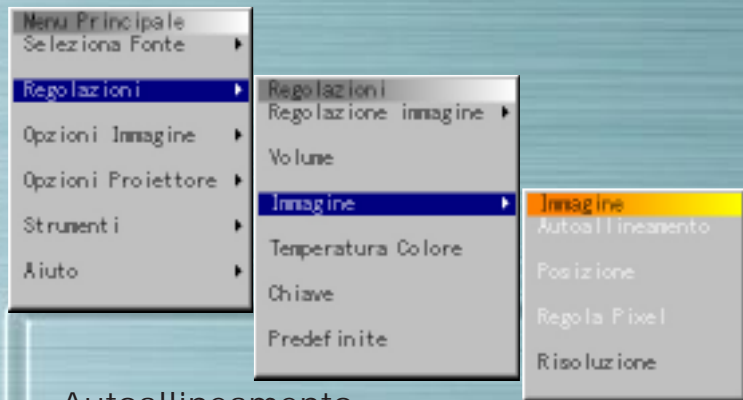 Menu Principale
Seleziona Fonte
Regolazioni
Opzioni Immagine
Opzioni Proiettore
Strumenti
Aiuto
Regolazioni
Regolazione immagine
Volume
Immagine
Temperatura Colore
Chiave
Predefinite
Immagine
Autoallineamento
Posizione
Regola Pixel
Risoluzione
Autoallineamento